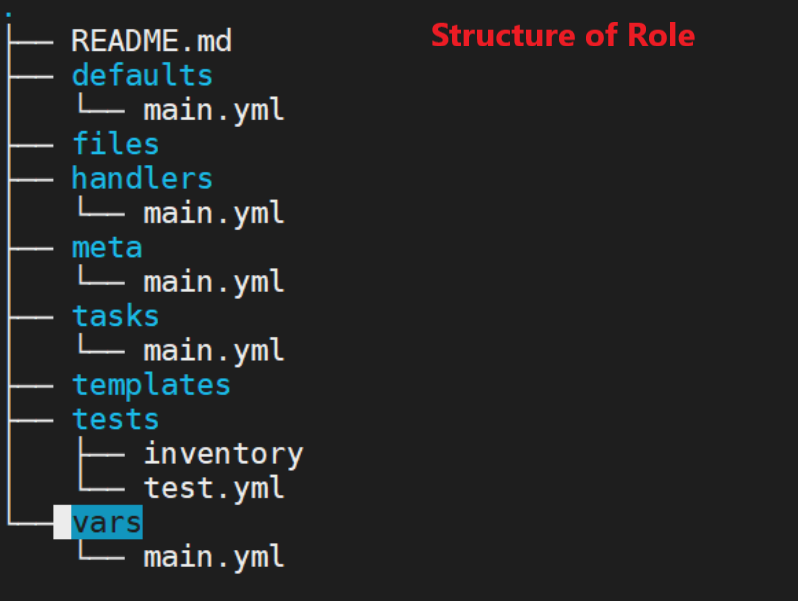 .
├── README.md
Structure of Role
├── defaults
│   └── main.yml
├── files
├── handlers
│   └── main.yml
├── meta
│   └── main.yml
├── tasks
│   └── main.yml
├── templates
├── tests
│   ├── inventory
│   └── test.yml
└── vars
    └── main.yml